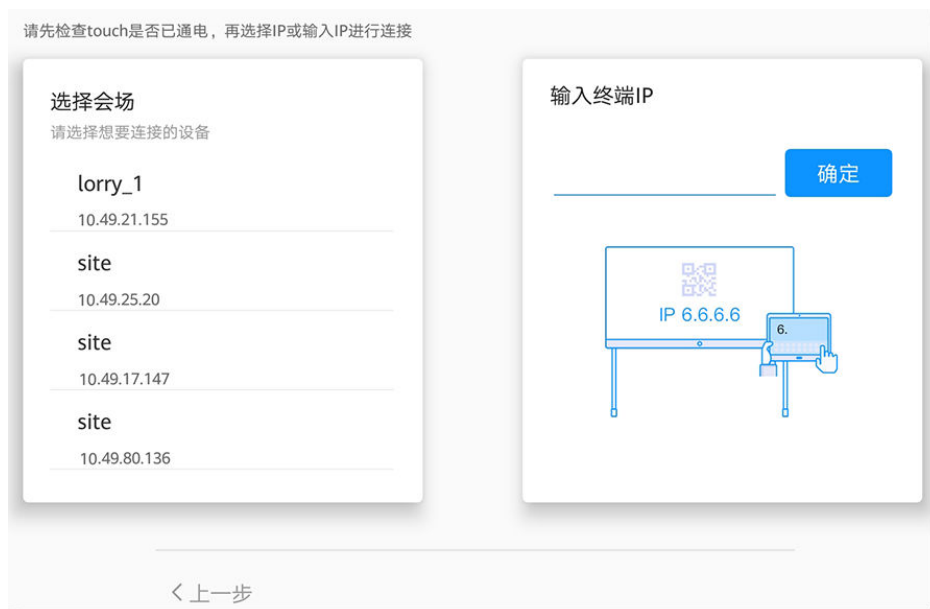 请先检查touch是否已通电，再选择IP或输入IP进行连接
选择会场
请选择想要连接的设备
lorry_1
10.49.21.155
site
10.49.25.20
site
10.49.17.147
site
10.49.80.136
输入终端IP
确定
IP 6.6.6.6
6.
上一步